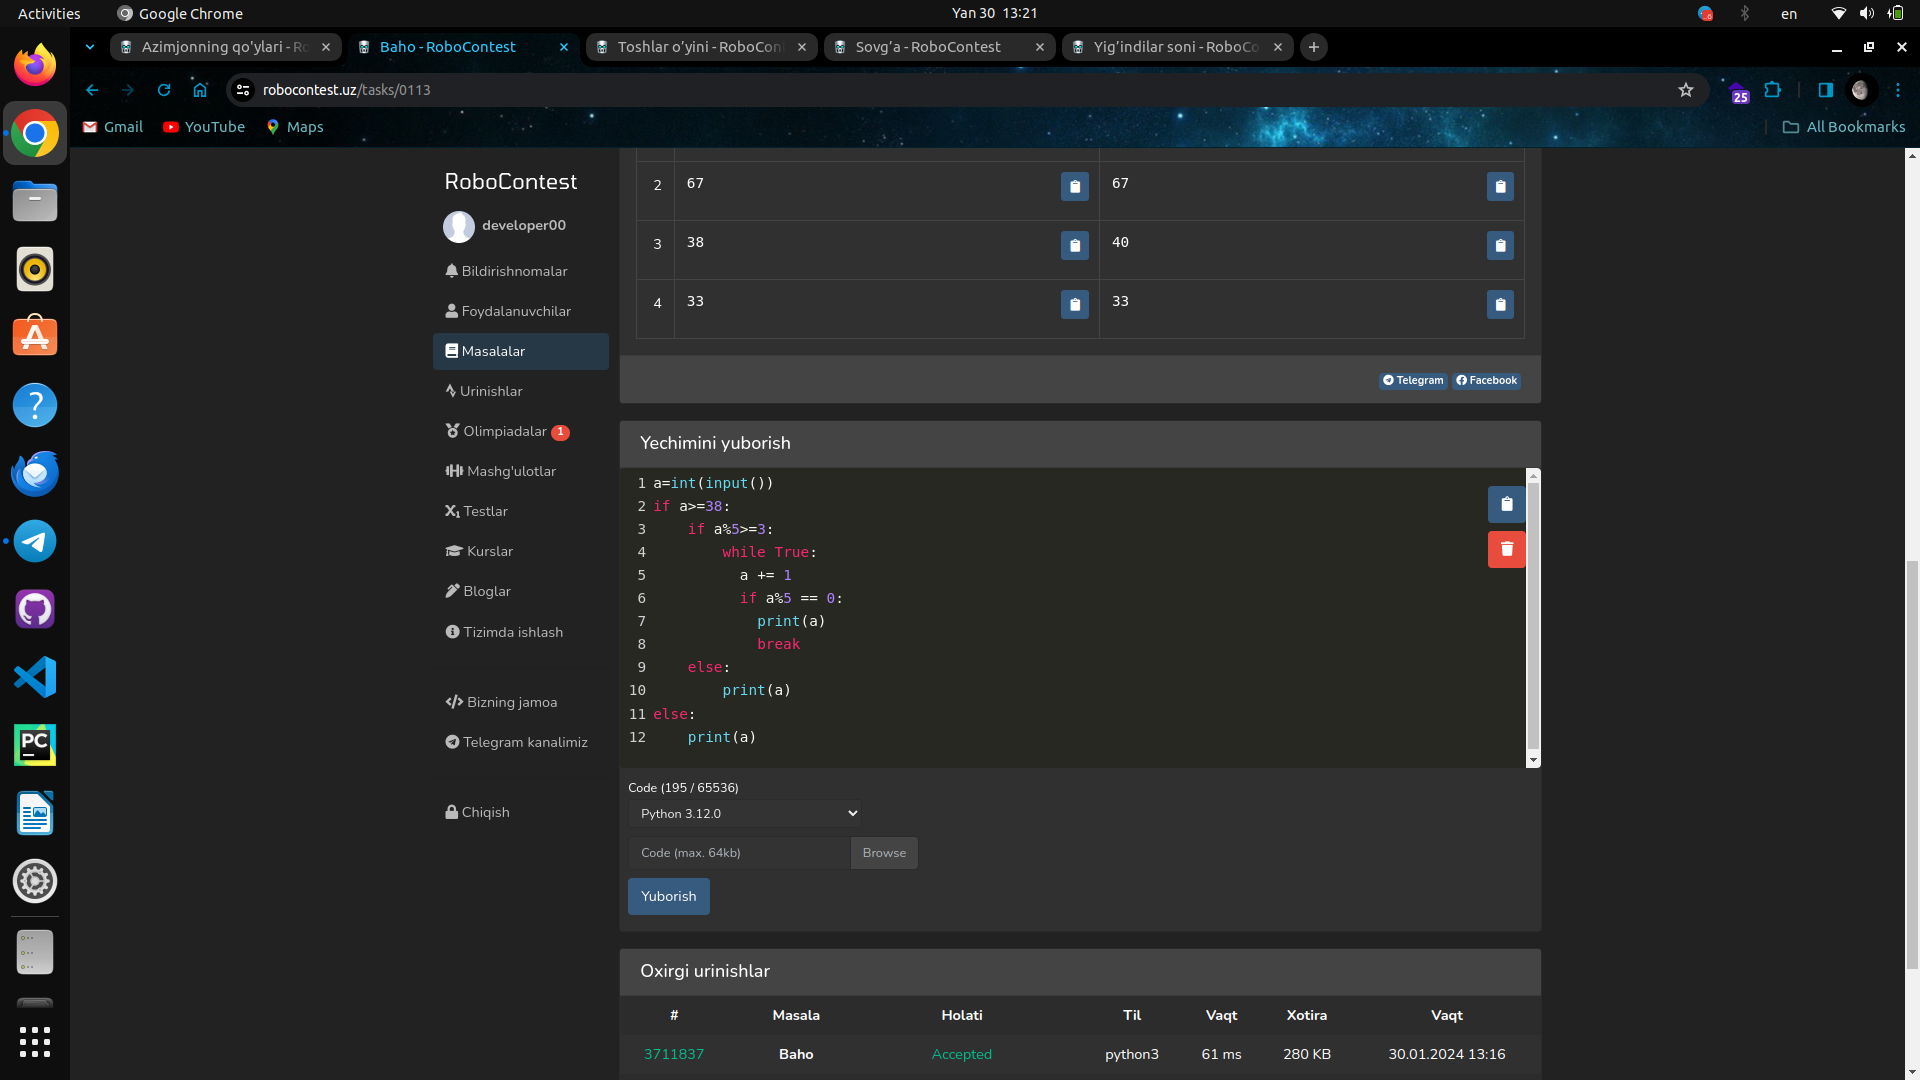 Activities
Google Chrome
Yan 30 13:21
en
Azimjonning qo'ylari - Ro
Baho - RoboContest
Toshlar o'yini - RoboCon
Sovg'a - RoboContest
Yig'indilar soni - RoboCo
robocontest.uz/tasks/0113
25
Gmail
YouTube
Maps
All Bookmarks
RoboContest
developer00
Bildirishnomalar
Foydalanuvchilar
Masalalar
Urinishlar
Olimpiadalar 1
Mashg'ulotlar
Testlar
Kurslar
Bloglar
Tizimda ishlash
Bizning jamoa
Telegram kanalimiz
Chiqish
2 67 67
3 38 40
4 33 33
Telegram Facebook
Yechimini yuborish
1 a=int(input())
2 if a>=38:
3     if a%5>=3:
4         while True:
5           a += 1
6           if a%5 == 0:
7             print(a)
8             break
9     else:
10         print(a)
11 else:
12     print(a)
Code (195 / 65536)
Python 3.12.0
Code (max. 64kb) Browse
Yuborish
Oxirgi urinishlar
# Masala Holati Til Vaqt Xotira Vaqt
3711837 Baho Accepted python3 61 ms 280 KB 30.01.2024 13:16
PC